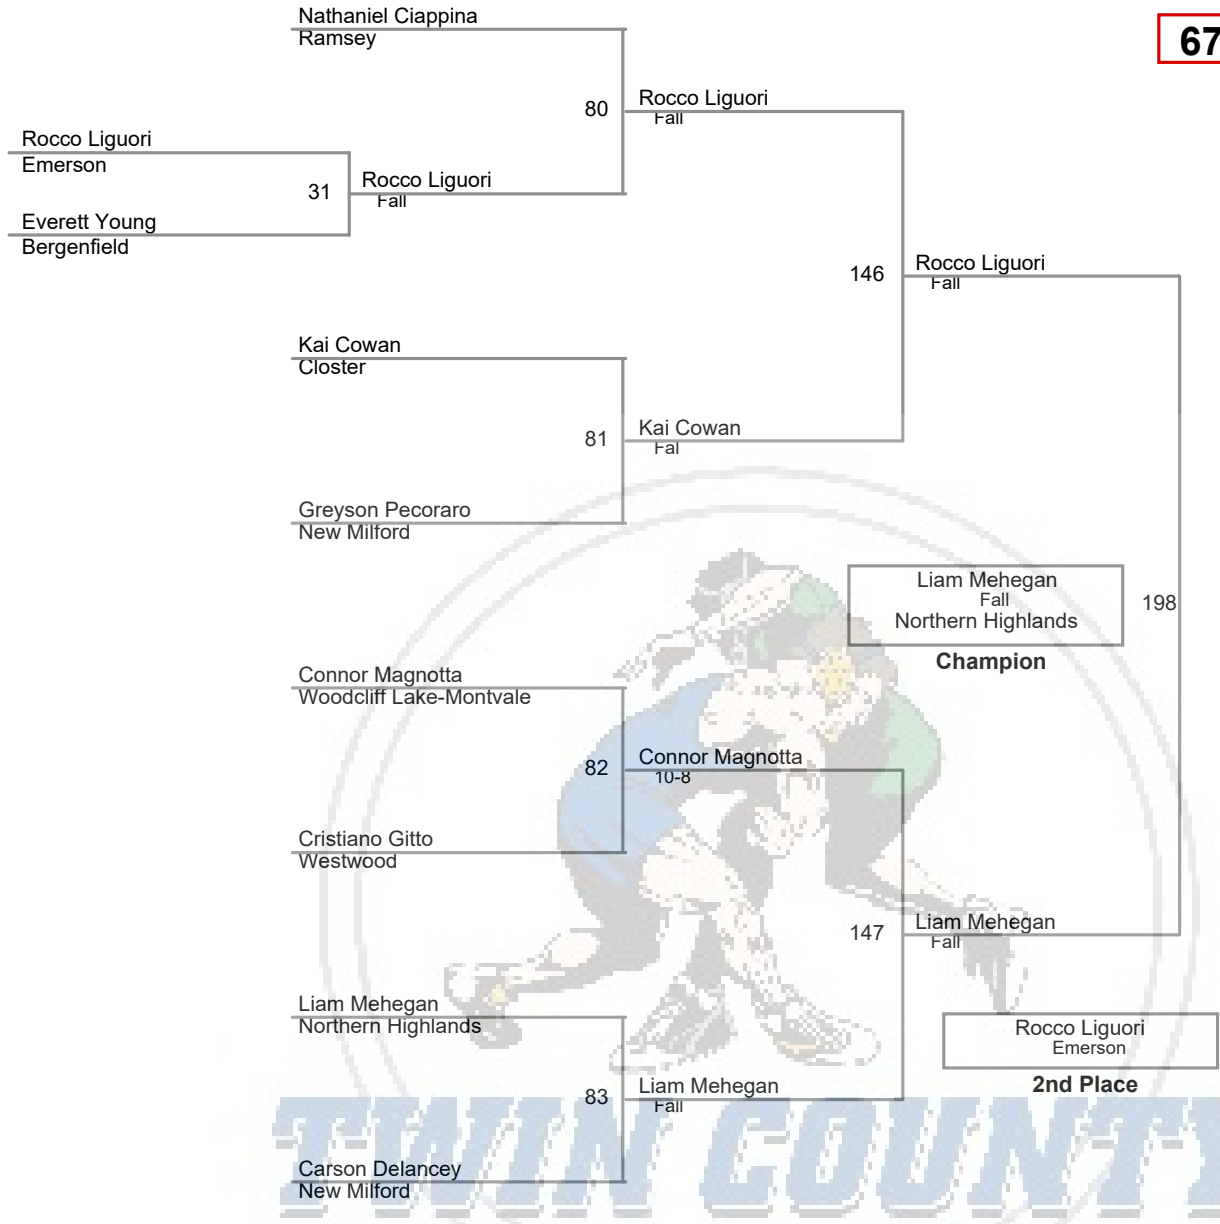 Nathaniel Ciappina
Ramsey
67
80
Rocco Liguori
Fall
Rocco Liguori
Emerson
31
Rocco Liguori
Fall
Everett Young
Bergenfield
146
Rocco Liguori
Fall
Kai Cowan
Closter
81
Kai Cowan
Fal
Greyson Pecoraro
New Milford
Liam Mehegan
Fall
Northern Highlands
198
Champion
Connor Magnotta
Woodcliff Lake-Montvale
82
Connor Magnotta
10-8
Cristiano Gitto
Westwood
147
Liam Mehegan
Fall
Liam Mehegan
Northern Highlands
Rocco Liguori
Emerson
2nd Place
83
Liam Mehegan
Fall
Carson Delancey
New Milford
TWIN COUNTY